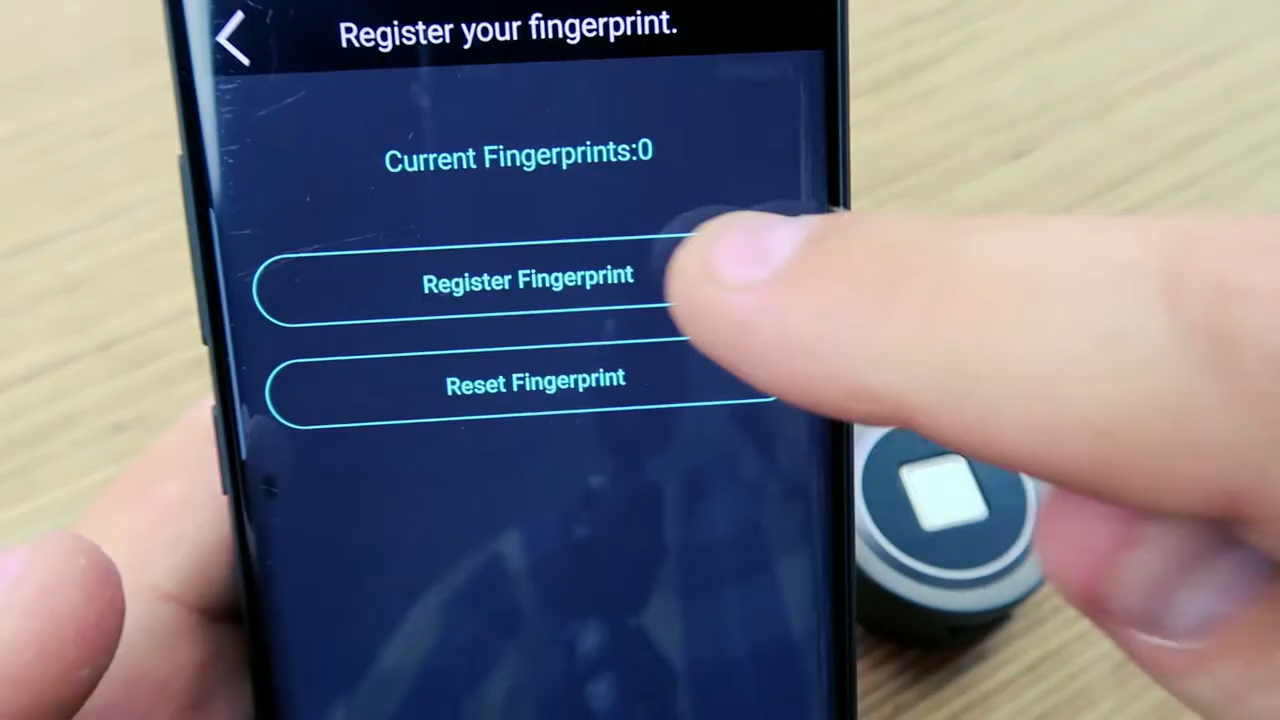 Register your fingerprint.
Current Fingerprints:0
Register Fingerprint
Reset Fingerprint